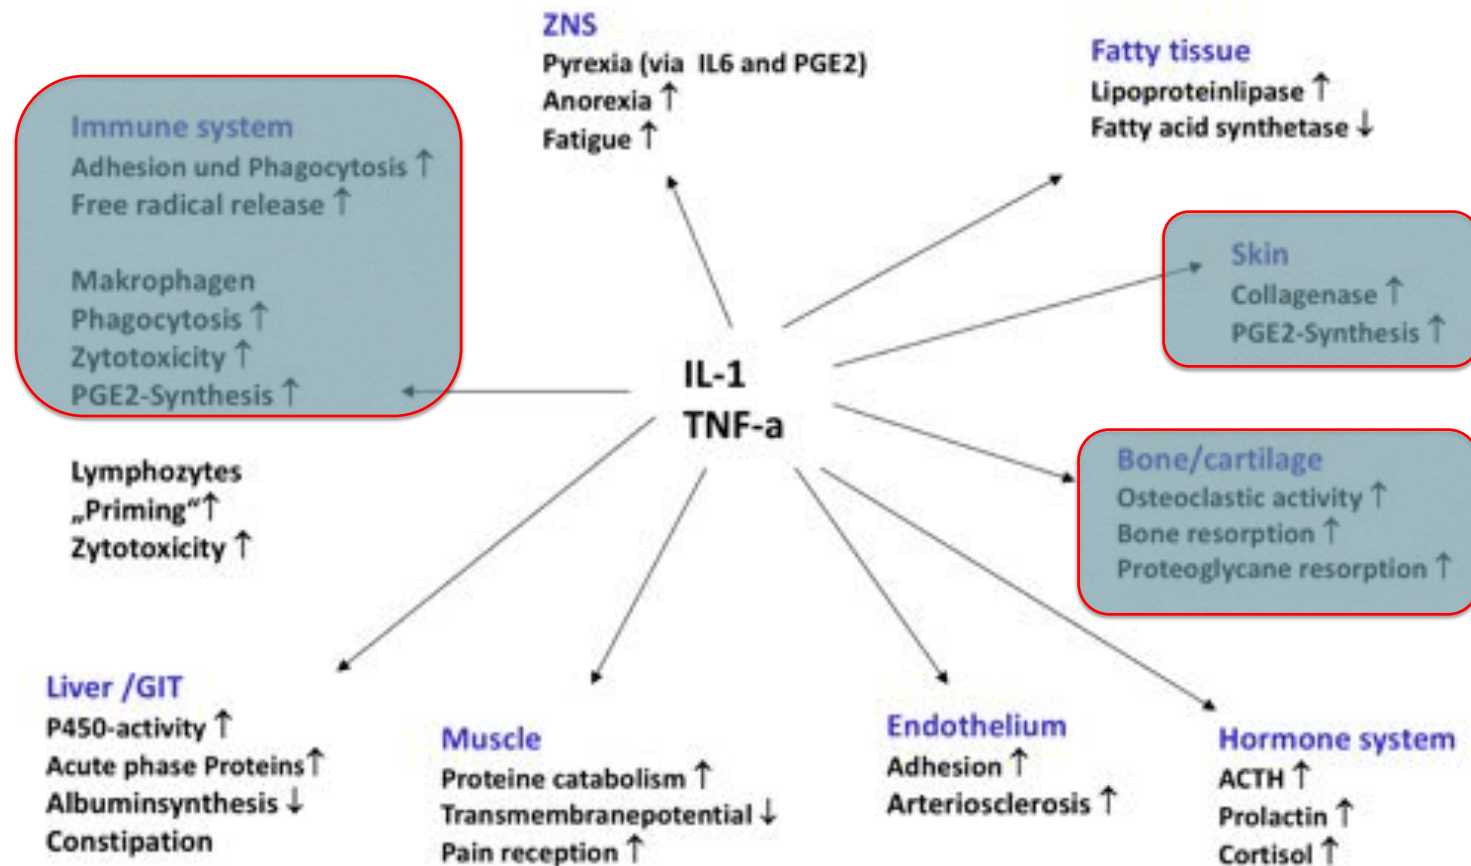 ZNS
Pyrexia (via IL6 and PGE2)
Anorexia ↑
Fatigue ↑
Fatty tissue
Lipoproteinlipase ↑
Fatty acid synthetase ↓
Immune system
Adhesion und Phagocytosis ↑
Free radical release ↑
Makrophagen
Phagocytosis ↑
Zytotoxicity ↑
PGE2-Synthesis ↑
Lymphozytes
„Priming“↑
Zytotoxicity ↑
Skin
Collagenase ↑
PGE2-Synthesis ↑
IL-1
TNF-a
Bone/cartilage
Osteoclastic activity ↑
Bone resorption ↑
Proteoglycane resorption ↑
Liver /GIT
P450-activity ↑
Acute phase Proteins↑
Albuminsynthesis ↓
Constipation
Muscle
Proteine catabolism ↑
Transmembranepotential ↓
Pain reception ↑
Endothelium
Adhesion ↑
Arteriosclerosis ↑
Hormone system
ACTH ↑
Prolactin ↑
Cortisol ↑